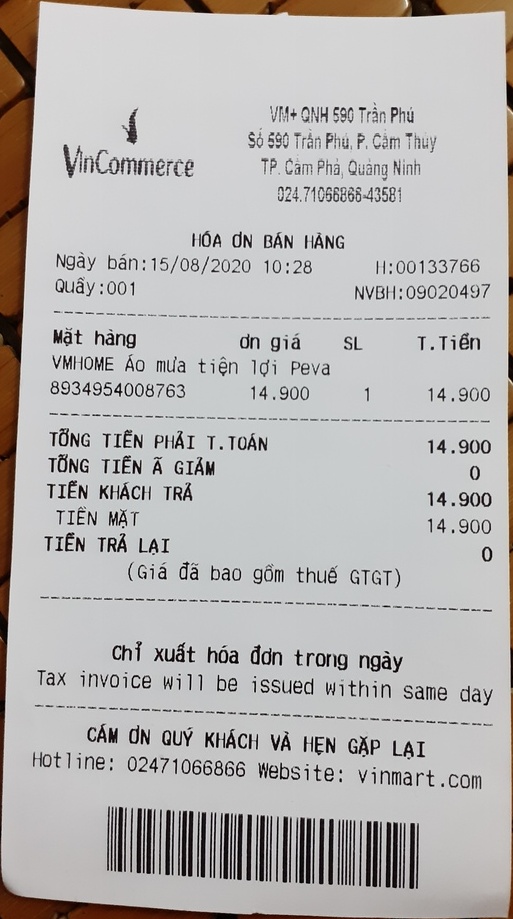 VinCommerce
VM+ QNH 590 Trần Phú
Số 590 Trần Phú, P. Cẩm Thủy
TP. Cẩm Phả, Quảng Ninh
024.71066866-43581
HÓA ƠN BÁN HÀNG
Ngày bán:15/08/2020 10:28 H:00133766
Quầy:001 NVBH:09020497
Mặt hàng ơn giá SL T.Tiền
VMHOME Áo mưa tiện lợi Peva
8934954008763 14.900 1 14.900
TỔNG TIỀN PHẢI T.TOÁN 14.900
TỔNG TIỀN Ã GIẢM 0
TIỀN KHÁCH TRẢ 14.900
TIỀN MẶT 14.900
TIỀN TRẢ LẠI 0
(Giá đã bao gồm thuế GTGT)
Chỉ xuất hóa đơn trong ngày
Tax invoice will be issued within same day
CẢM ƠN QUÝ KHÁCH VÀ HẸN GẶP LẠI
Hotline: 02471066866 Website: vinmart.com